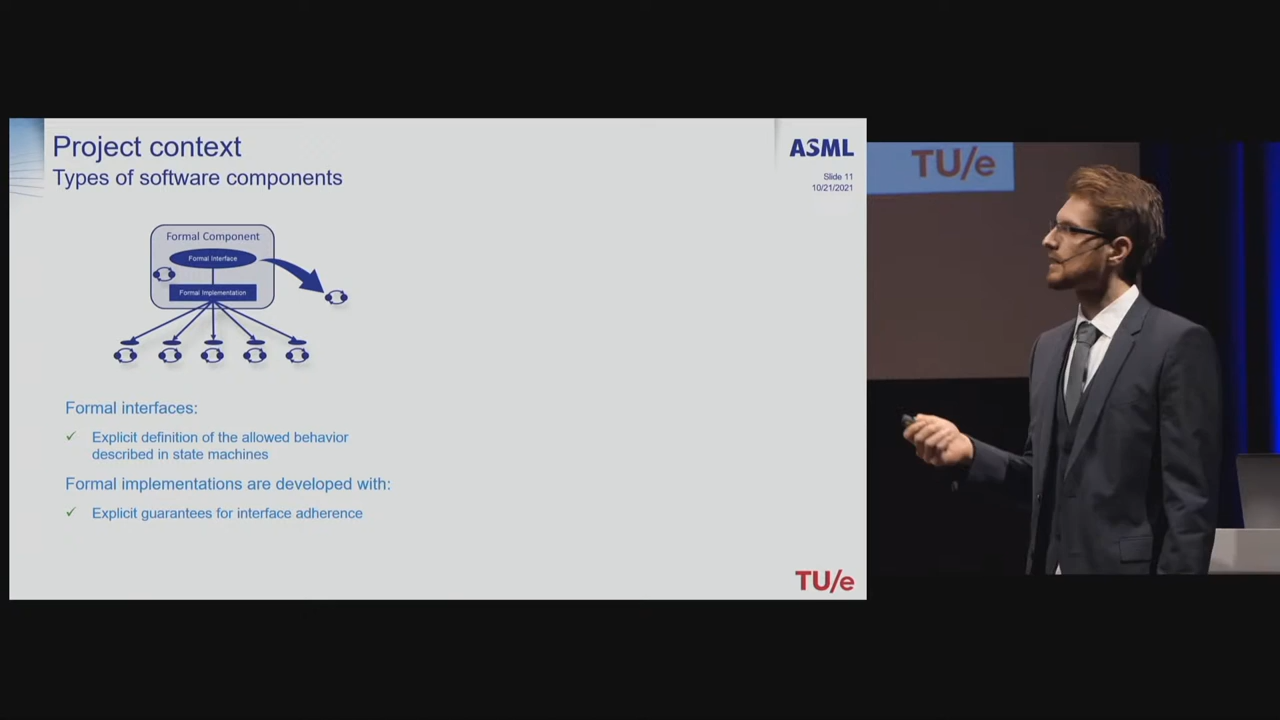 Project context
Types of software components
ASML
Slide 11
10/21/2021
Formal Component
Formal Interface
Formal Implementation
Formal interfaces:
✓ Explicit definition of the allowed behavior
described in state machines
Formal implementations are developed with:
✓ Explicit guarantees for interface adherence
TU/e
TU/e